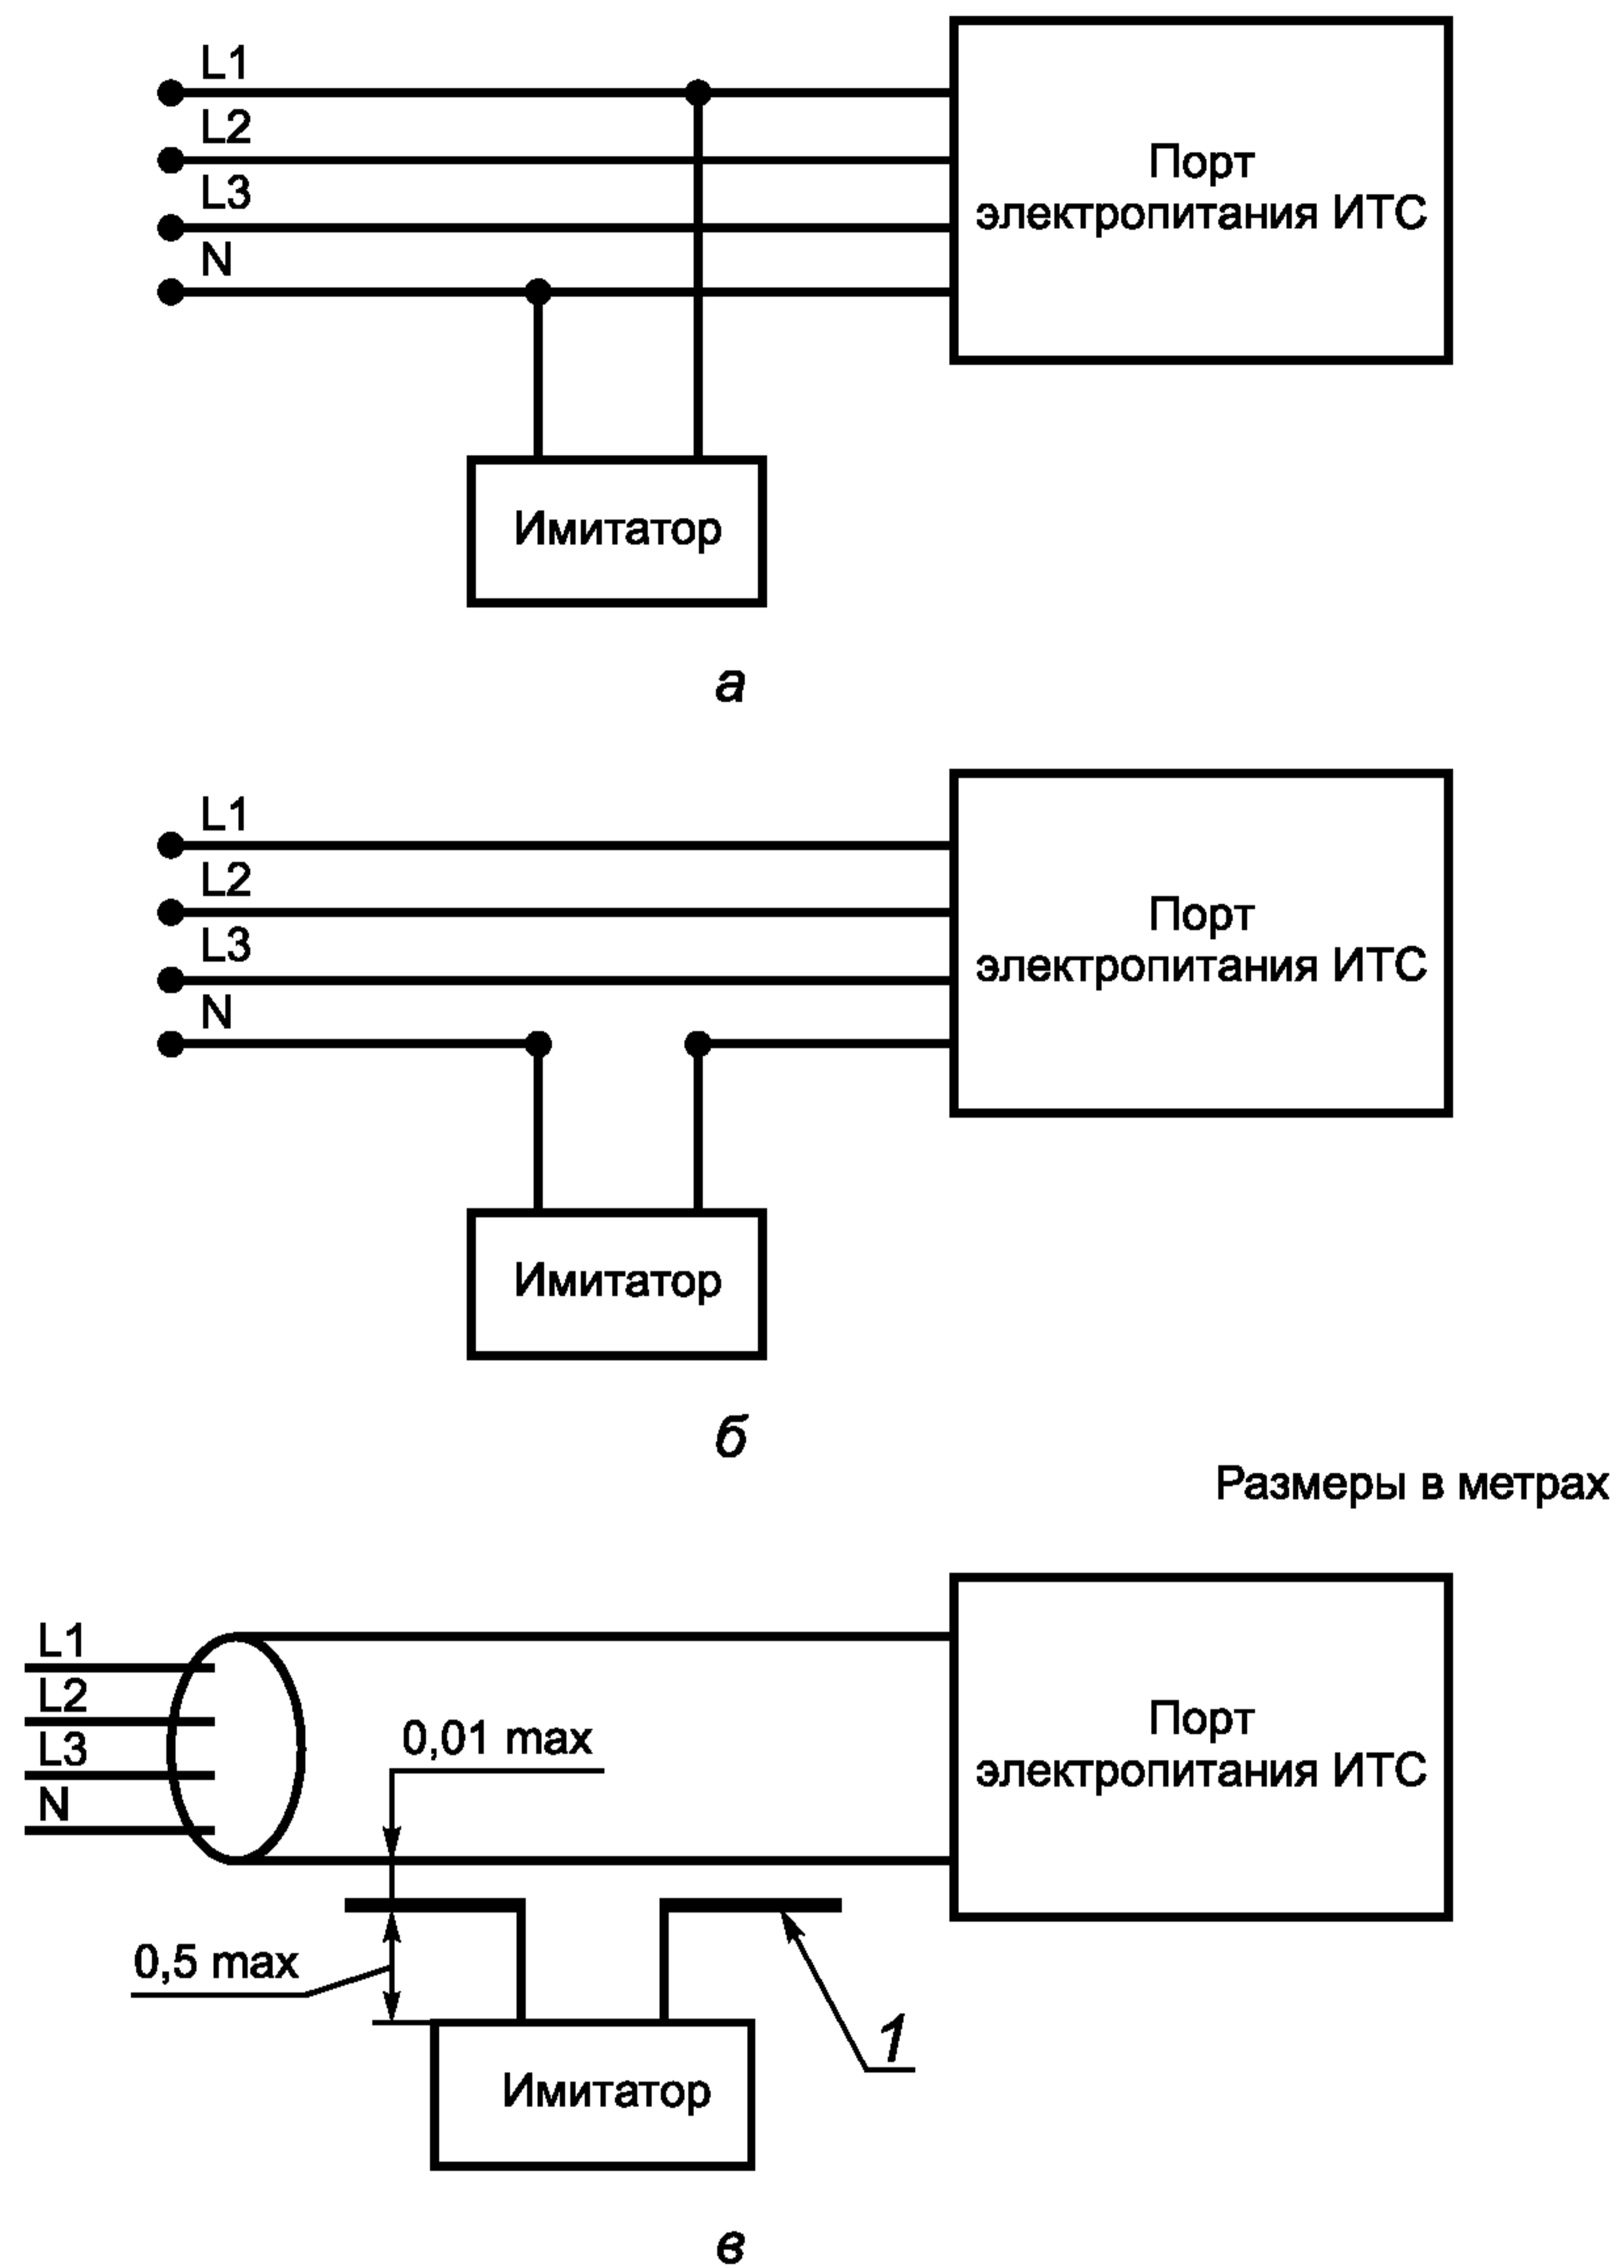 L1
L2
L3
N
Порт
электропитания ИТС
Имитатор
а
L1
L2
L3
N
Порт
электропитания ИТС
Имитатор
б
Размеры в метрах
L1
L2
L3
N
0,01 max
Порт
электропитания ИТС
0,5 max
1
Имитатор
в